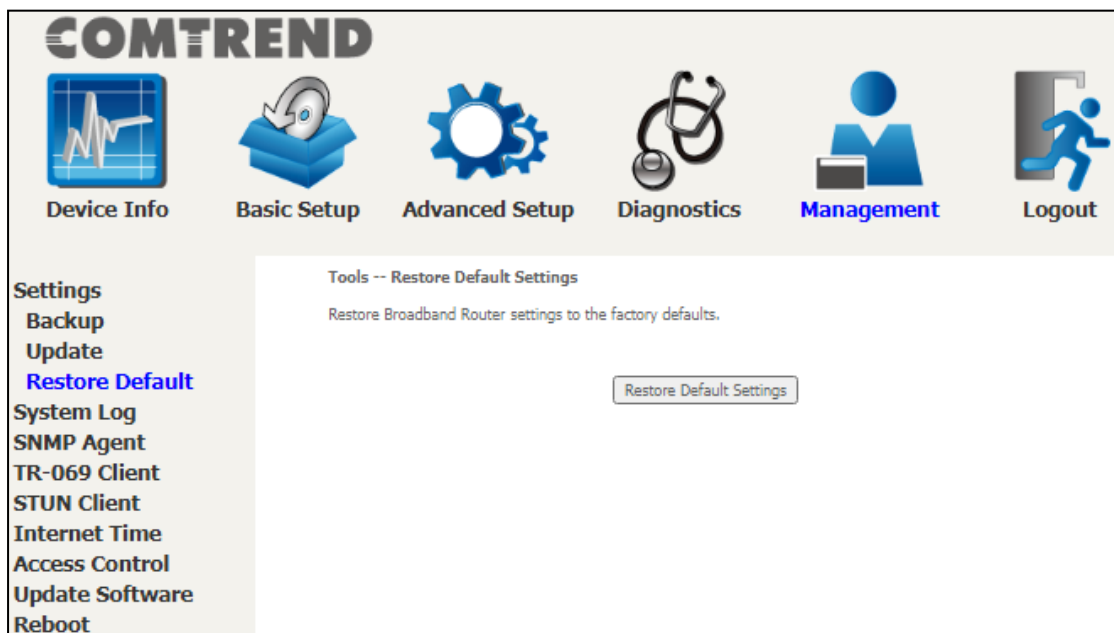 COMTREND
Device Info
Basic Setup
Advanced Setup
Diagnostics
Management
Logout
Settings
Backup
Update
Restore Default
System Log
SNMP Agent
TR-069 Client
STUN Client
Internet Time
Access Control
Update Software
Reboot
Tools -- Restore Default Settings
Restore Broadband Router settings to the factory defaults.
Restore Default Settings